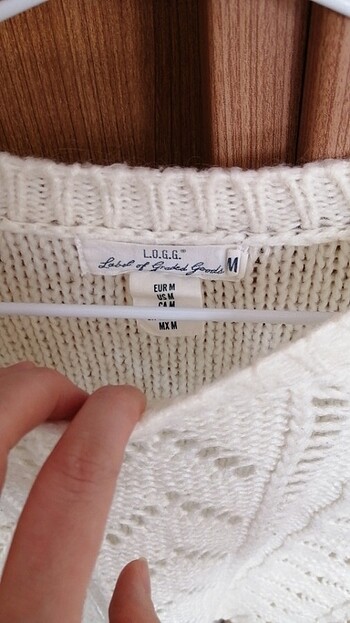 L.O.G.G.®
Label of Graded Goods M
EUR M
US M
CA M
MX M